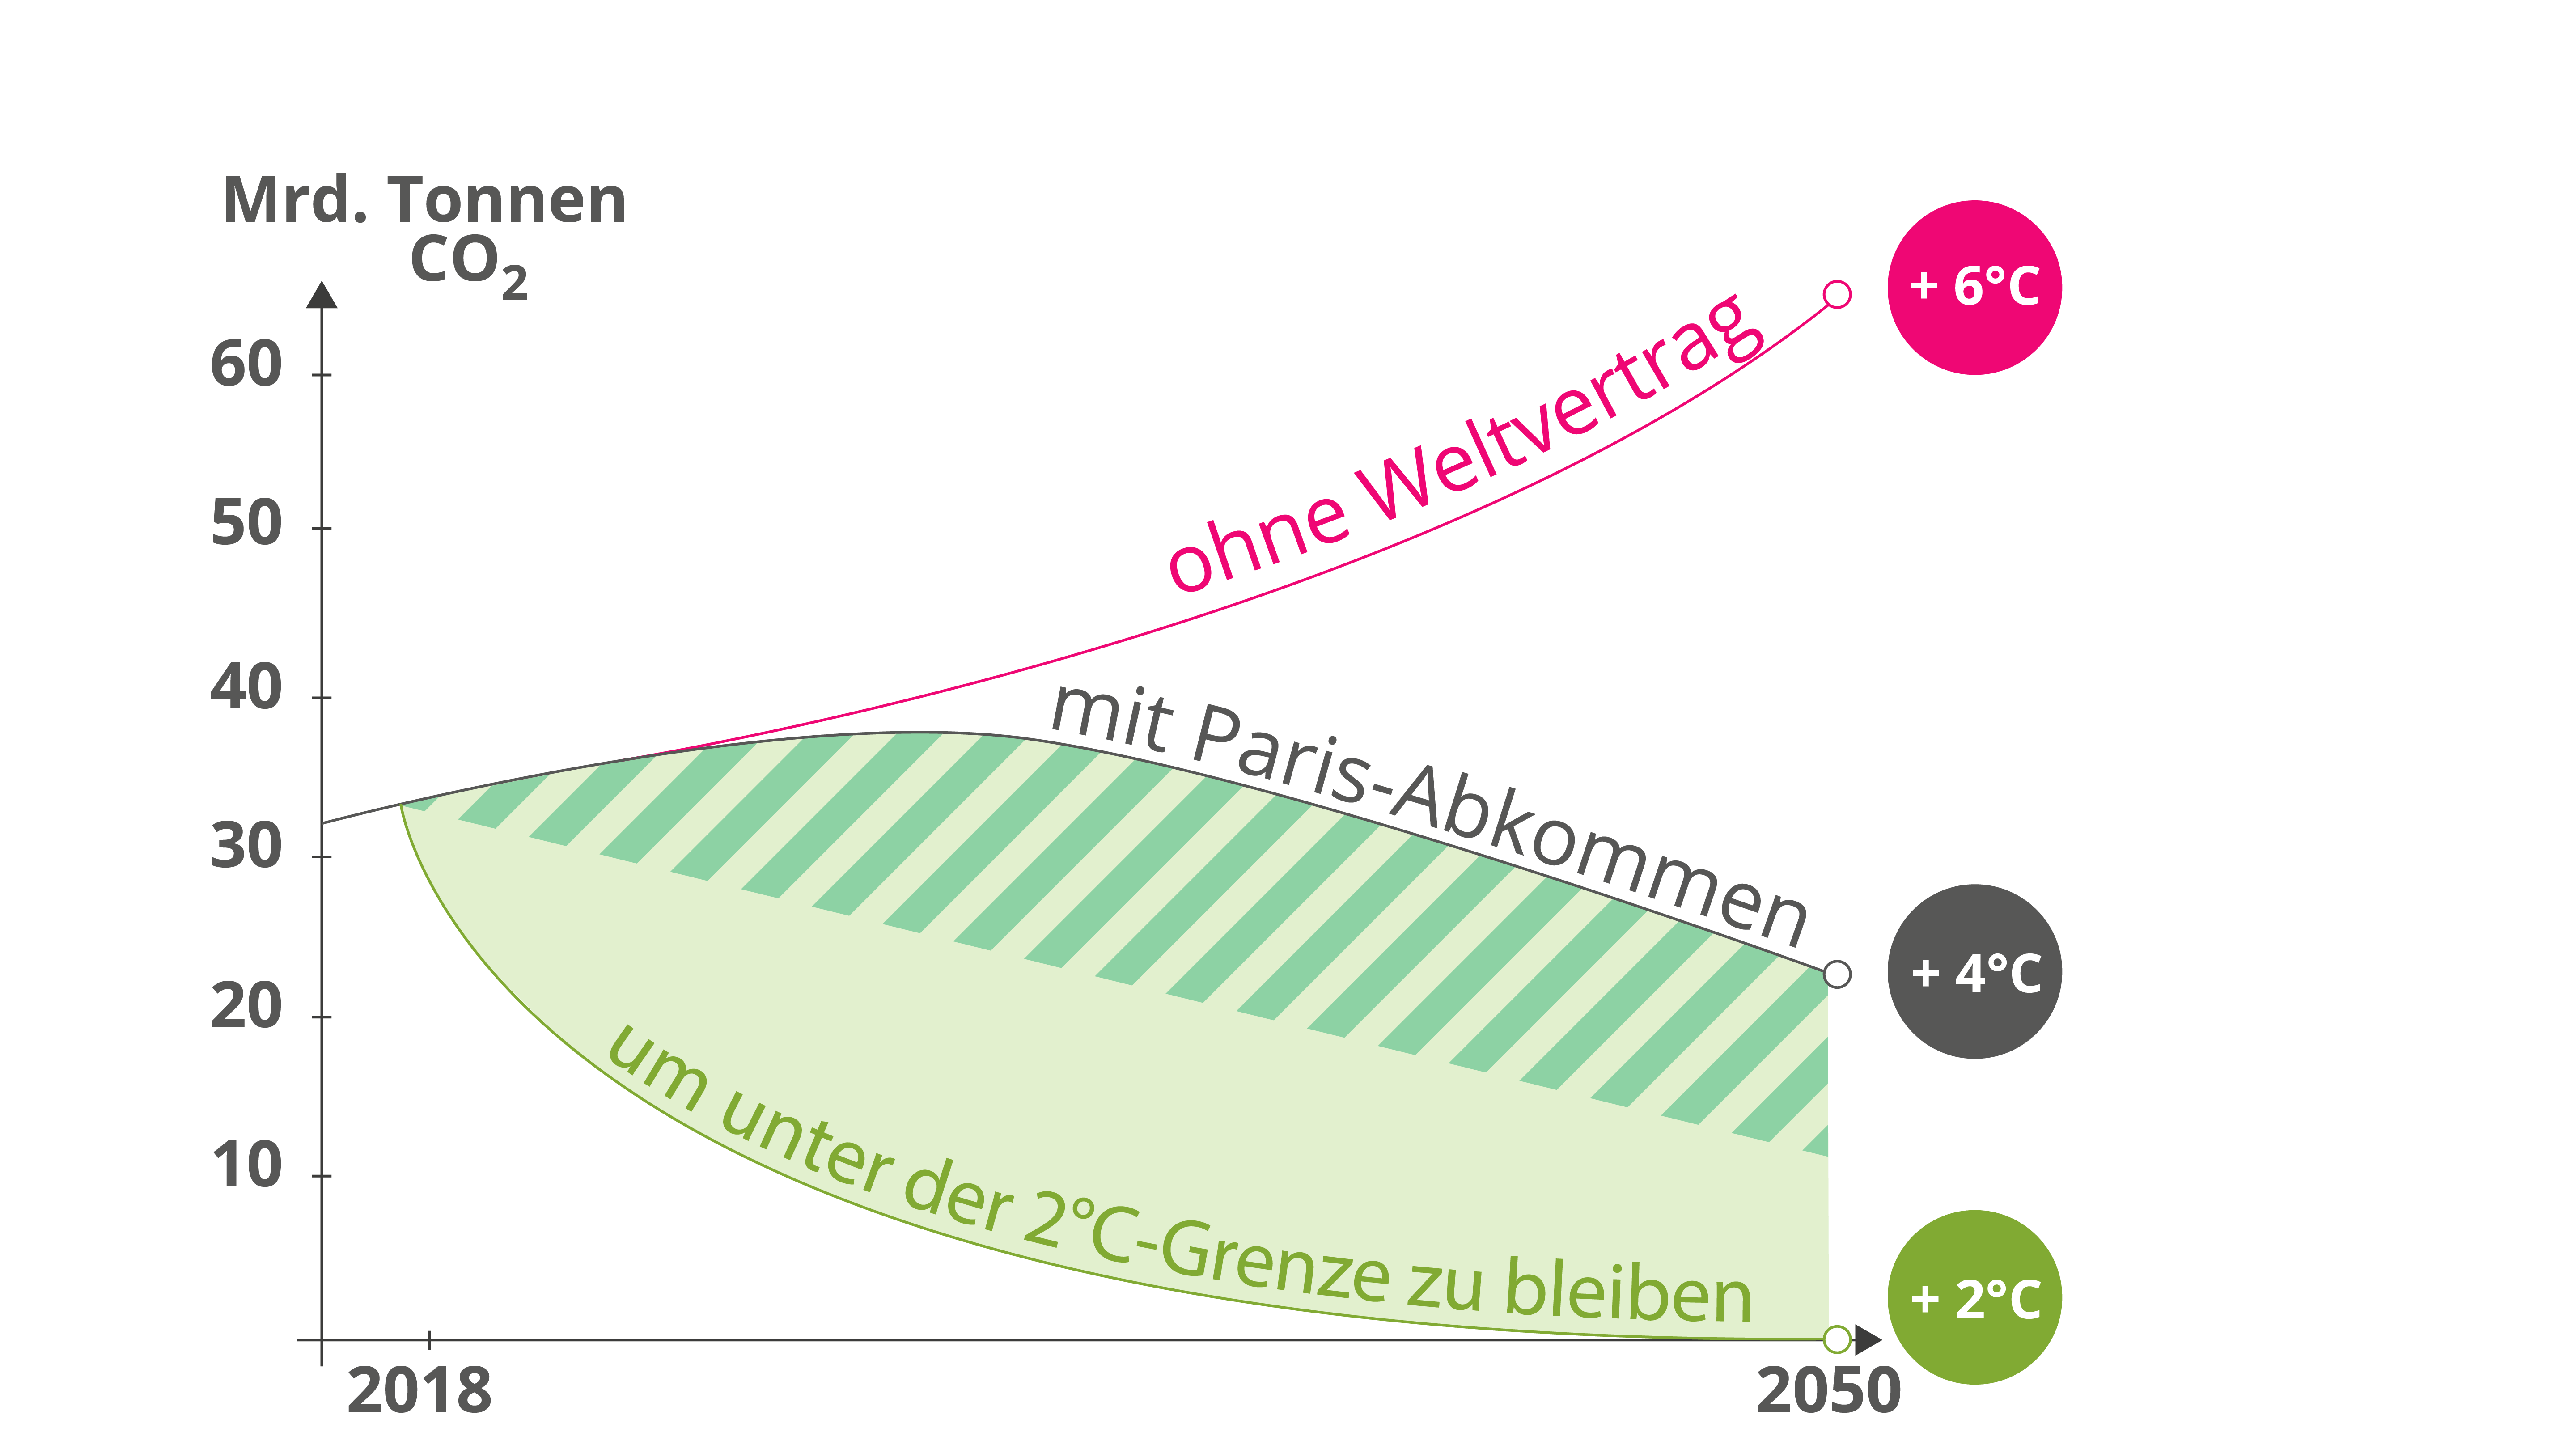 Mrd. Tonnen
CO₂
60
50
40
30
20
10
2018
2050
ohne Weltvertrag
mit Paris-Abkommen
um unter der 2°C-Grenze zu bleiben
+ 6°C
+ 4°C
+ 2°C